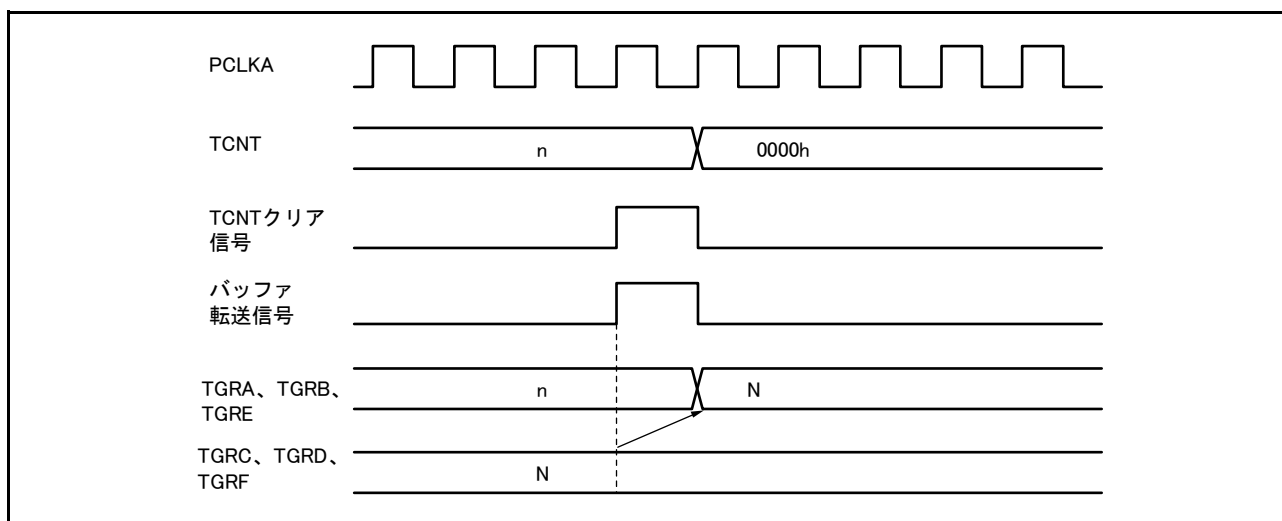 PCLKA
TCNT
n
0000h
TCNTクリア
信号
バッファ
転送信号
TGRA、TGRB、
TGRE
n
N
TGRC、TGRD、
TGRF
N